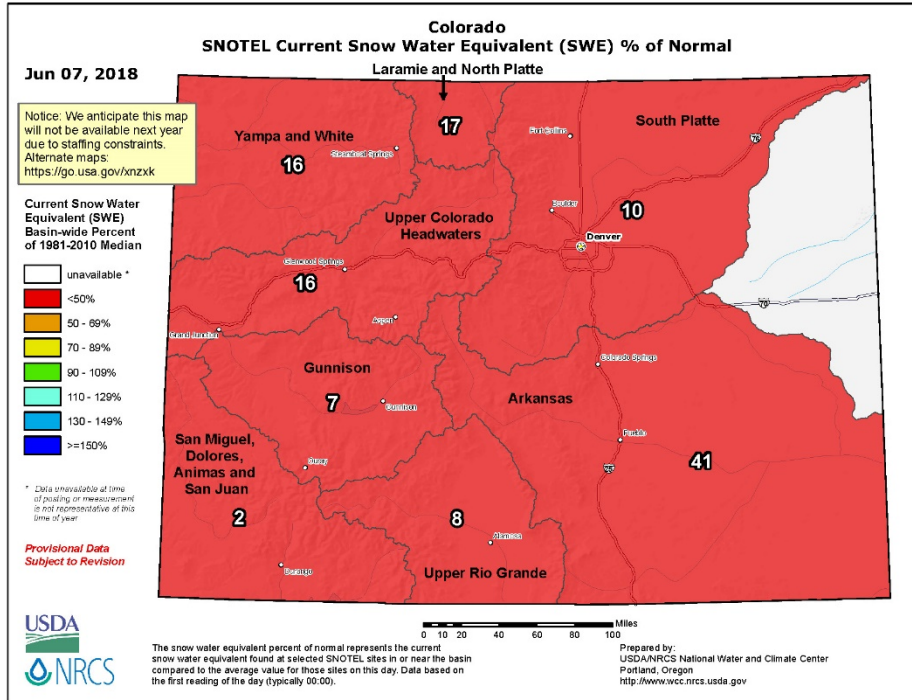 Colorado
SNOTEL Current Snow Water Equivalent (SWE) % of Normal
Jun 07, 2018
Laramie and North Platte
Notice: We anticipate this map
will not be available next year
due to staffing constraints.
Alternate maps:
https://go.usa.gov/xnzxk
17
Fort Collins
South Platte
76
Yampa and White
Steamboat Springs
16
Current Snow Water
Equivalent (SWE)
Basin-wide Percent
of 1981-2010 Median
unavailable *
<50%
50 - 69%
70 - 89%
90 - 109%
110 - 129%
130 - 149%
>=150%
Upper Colorado
Headwaters
Boulder
10
Denver
Glenwood Springs
16
70
Aspen
Grand Junction
Colorado Springs
Gunnison
7
Gunnison
Arkansas
Pueblo
San Miguel,
Dolores,
Animas and
San Juan
Ouray
25
41
2
8
Alamosa
Durango
Upper Rio Grande
* Data unavailable at time
of posting or measurement
is not representative at this
time of year
Provisional Data
Subject to Revision
USDA
NRCS
Miles
0 10 20 40 60 80 100
The snow water equivalent percent of normal represents the current
snow water equivalent found at selected SNOTEL sites in or near the basin
compared to the average value for those sites on this day. Data based on
the first reading of the day (typically 00:00).
Prepared by:
USDA/NRCS National Water and Climate Center
Portland, Oregon
http://www.wcc.nrcs.usda.gov